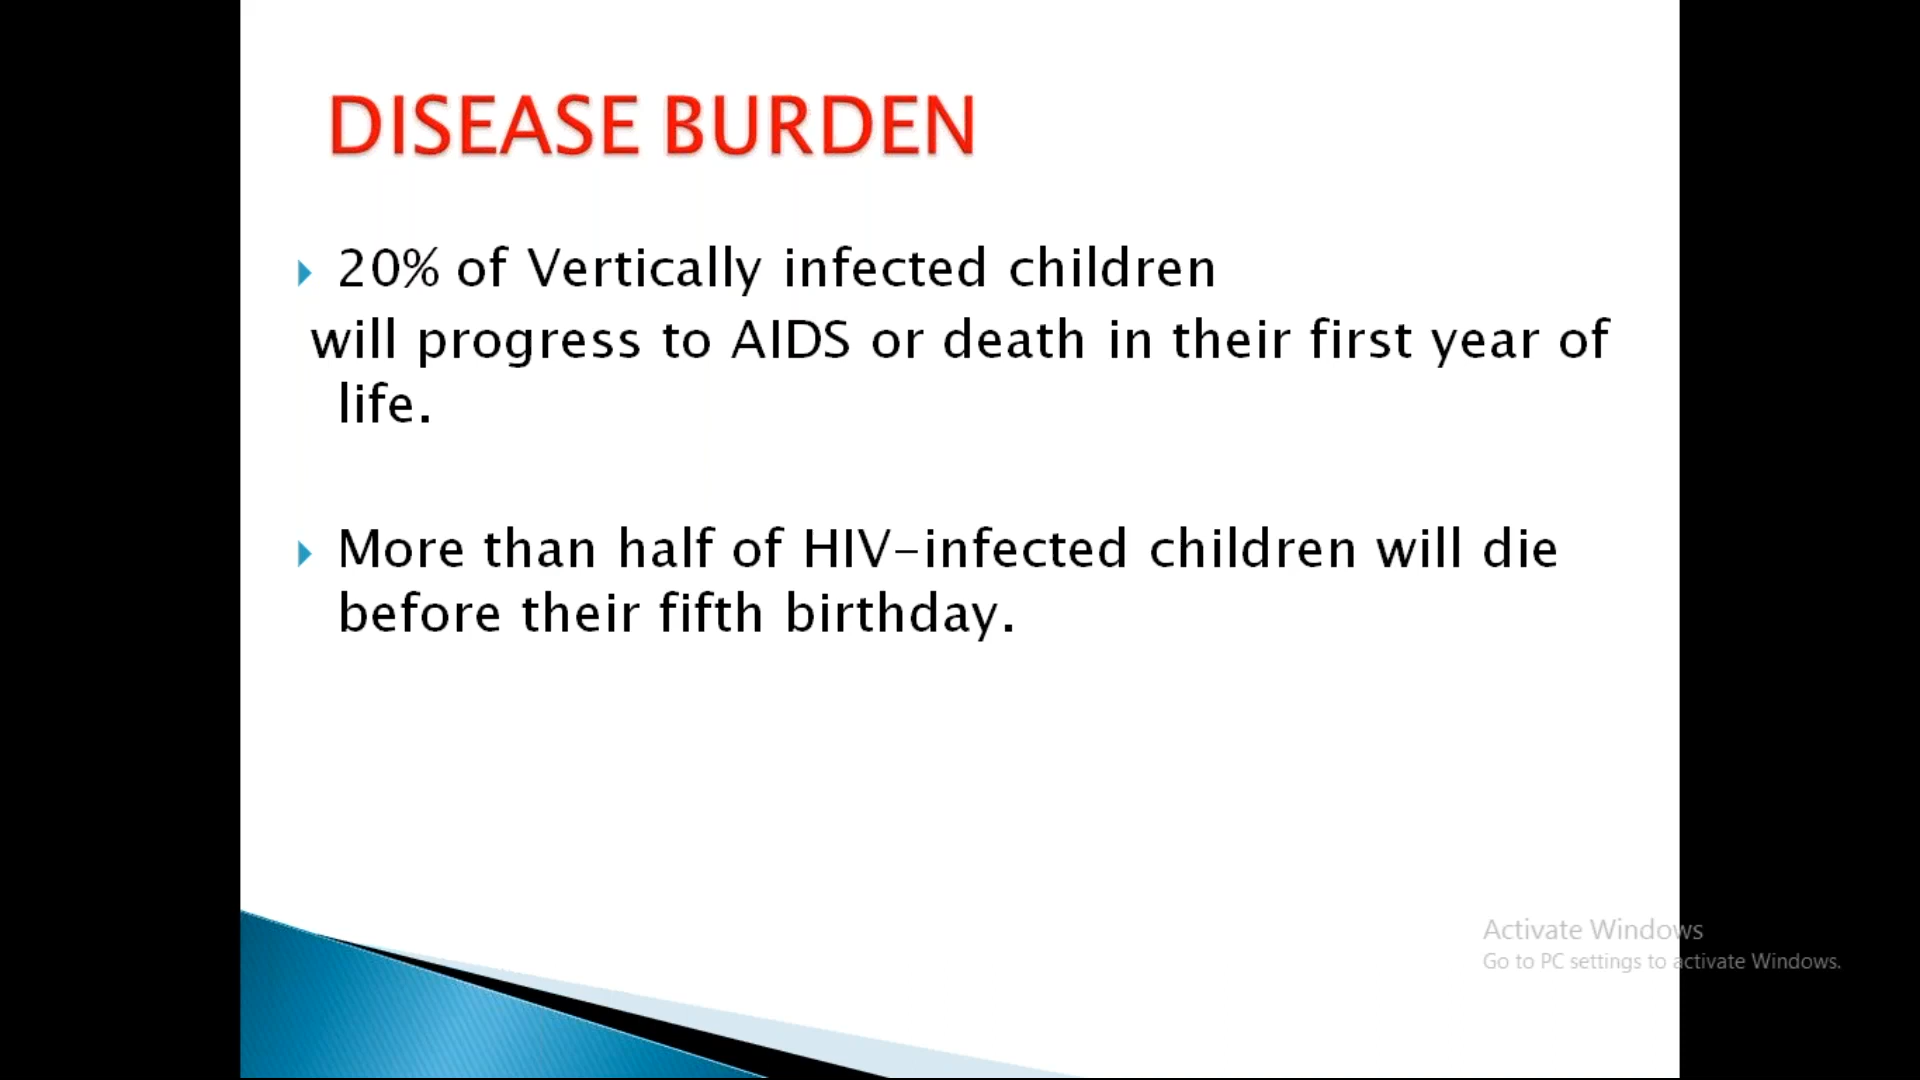 DISEASE BURDEN
20% of Vertically infected children
will progress to AIDS or death in their first year of
life.
More than half of HIV-infected children will die
before their fifth birthday.
Activate Windows
Go to PC settings to activate Windows.